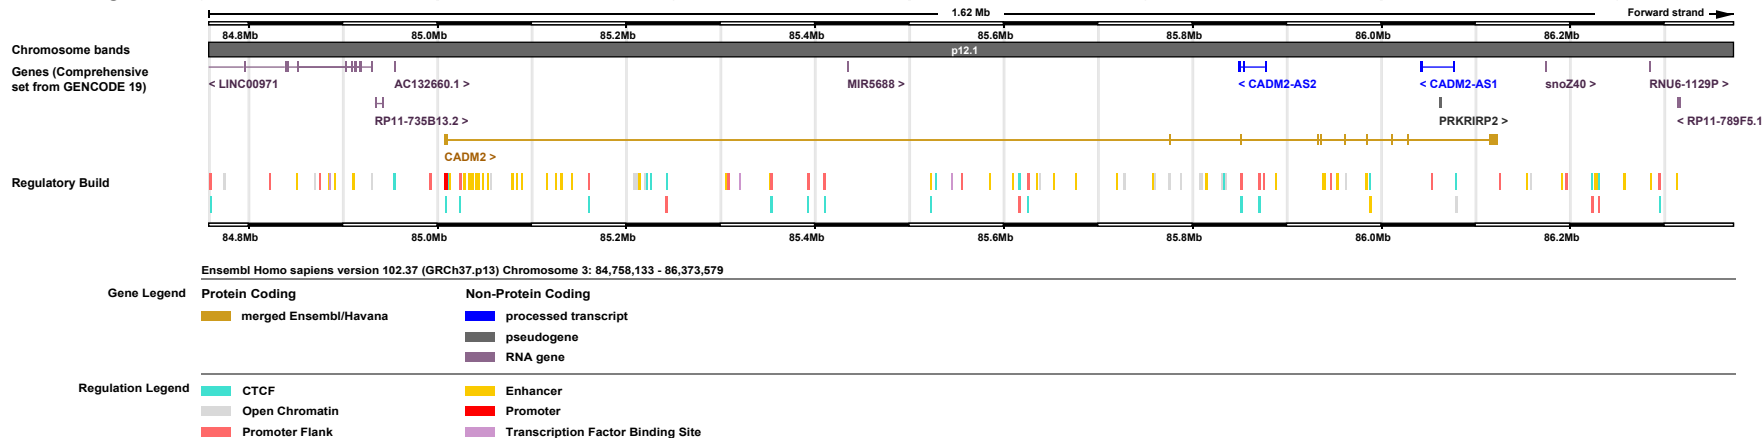 1.62 Mb Forward strand
84.8Mb 85.0Mb 85.2Mb 85.4Mb 85.6Mb 85.8Mb 86.0Mb 86.2Mb
Chromosome bands p12.1
Genes (Comprehensive
set from GENCODE 19)
< LINC00971 AC132660.1 > MIR5688 > < CADM2-AS2 < CADM2-AS1 snoZ40 > RNU6-1129P >
RP11-735B13.2 > PRKRIRP2 > < RP11-789F5.1
CADM2 >
Regulatory Build
84.8Mb 85.0Mb 85.2Mb 85.4Mb 85.6Mb 85.8Mb 86.0Mb 86.2Mb
Ensembl Homo sapiens version 102.37 (GRCh37.p13) Chromosome 3: 84,758,133 - 86,373,579
Gene Legend Protein Coding Non-Protein Coding
merged Ensembl/Havana processed transcript
pseudogene
RNA gene
Regulation Legend CTCF Enhancer
Open Chromatin Promoter
Promoter Flank Transcription Factor Binding Site